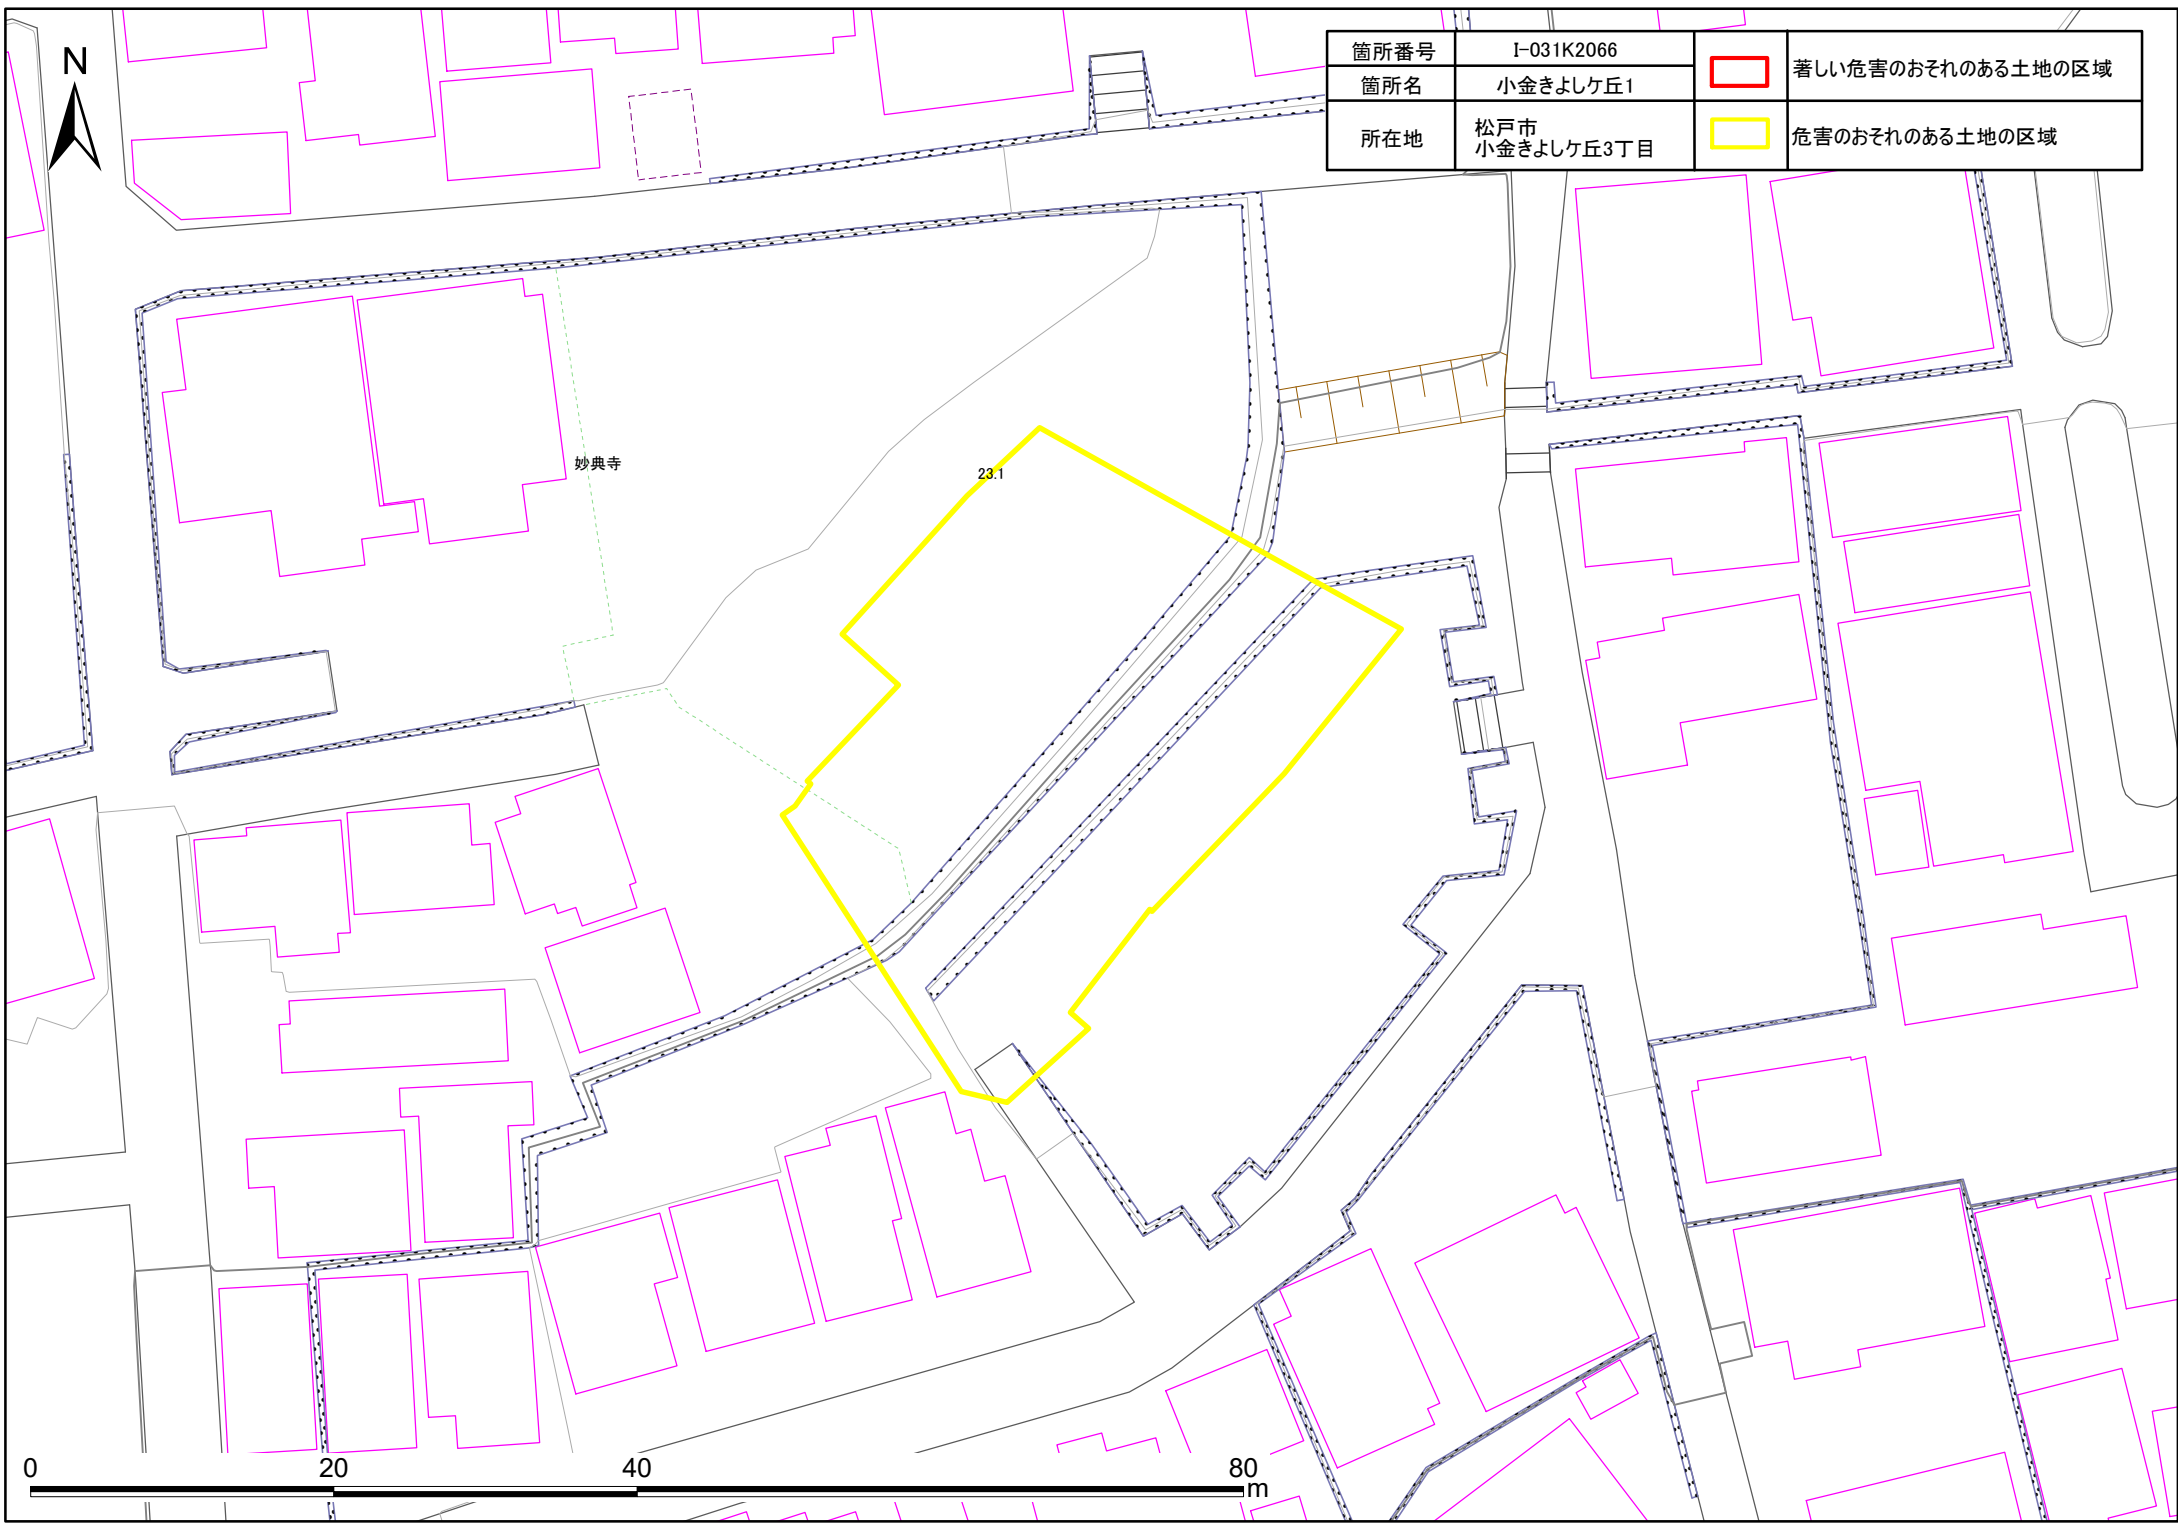 N
箇所番号 I-031K2066
箇所名 小金きよしケ丘1
所在地 松戸市
小金きよしケ丘3丁目
著しい危害のおそれのある土地の区域
危害のおそれのある土地の区域
妙典寺
23.1
0 20 40 80
m